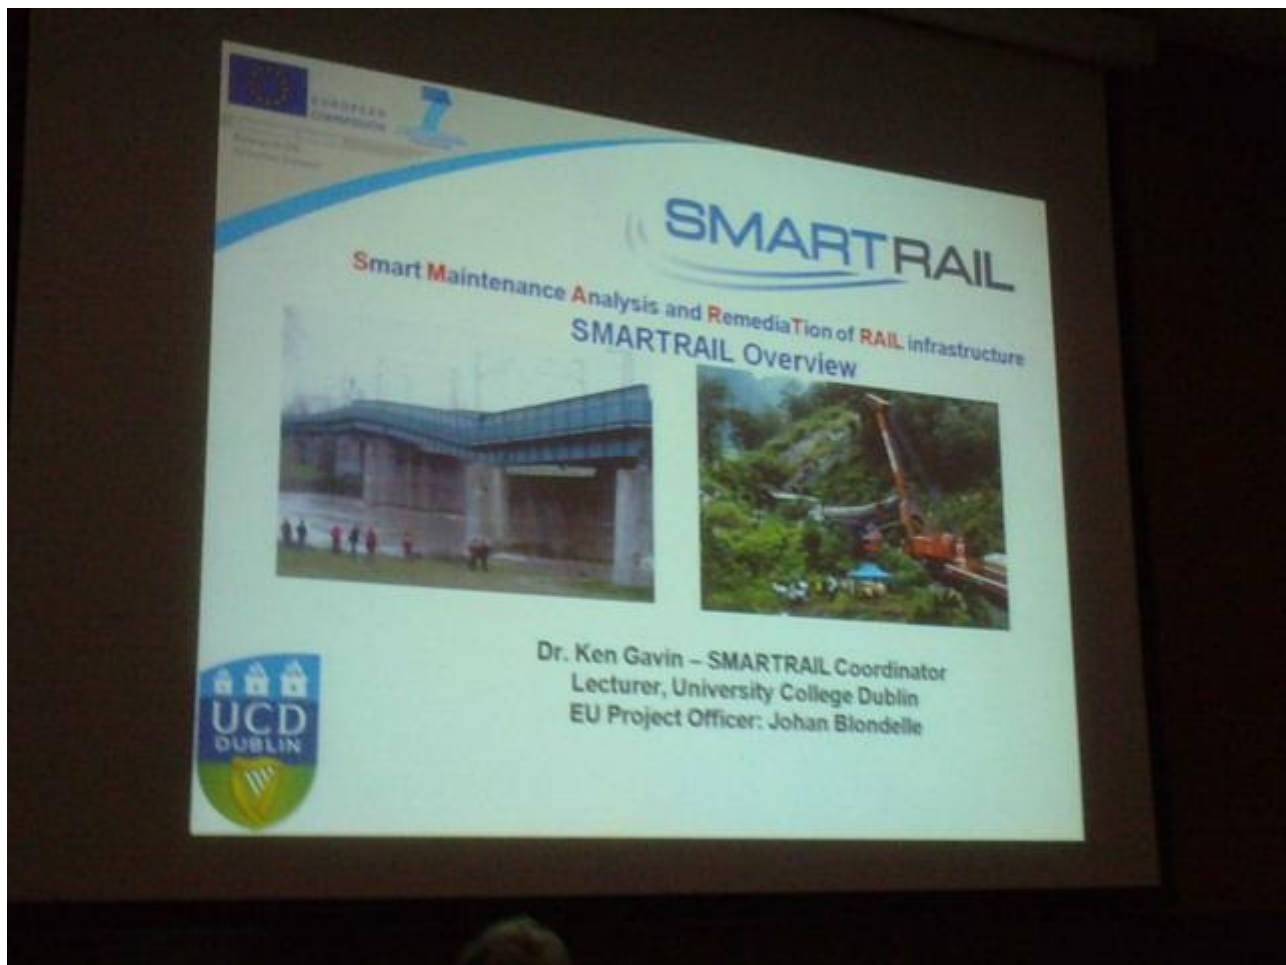 EUROPEAN
COMMISSION
7
SMARTRAIL
Smart Maintenance Analysis and RemediaTion of RAIL infrastructure
SMARTRAIL Overview
Dr. Ken Gavin – SMARTRAIL Coordinator
Lecturer, University College Dublin
EU Project Officer: Johan Blondelle
UCD
DUBLIN